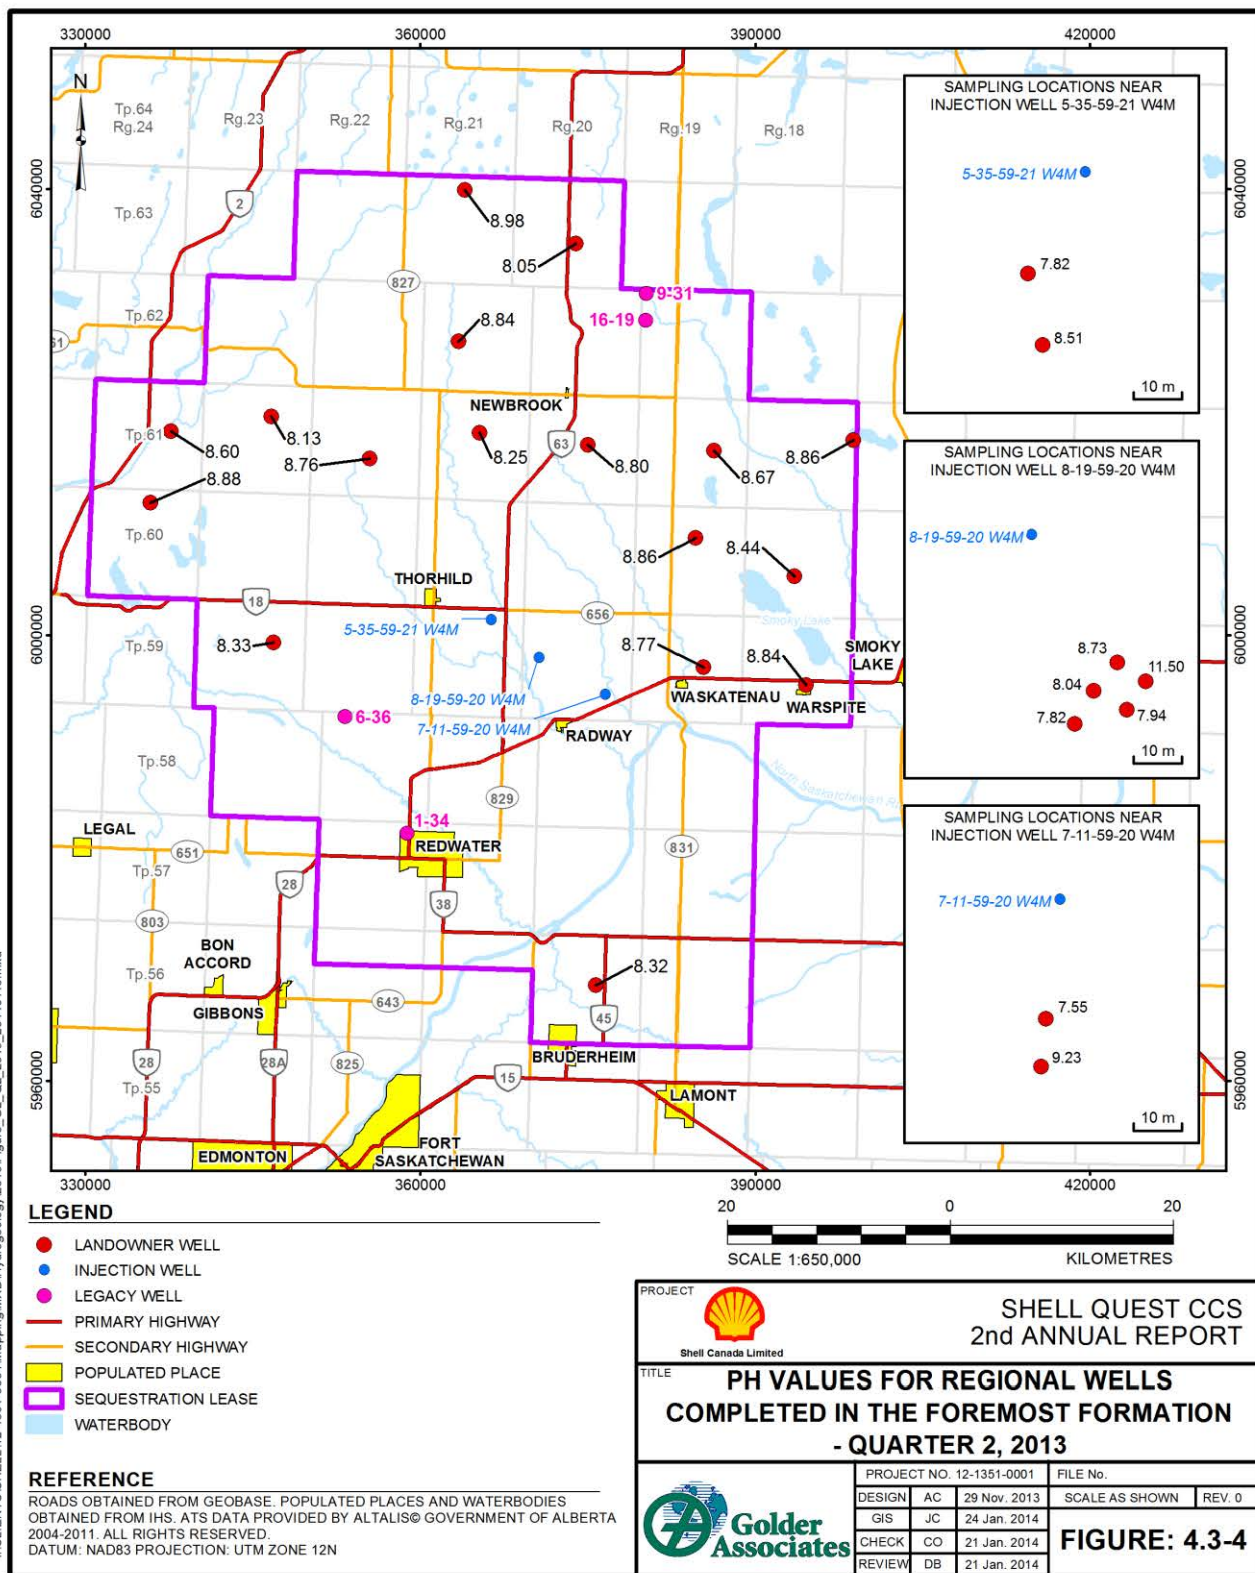 330000
360000
390000
420000
N
Tp.64
Rg.24
Rg.23
Rg.22
Rg.21
Rg.20
Rg.19
Rg.18
SAMPLING LOCATIONS NEAR
INJECTION WELL 5-35-59-21 W4M
5-35-59-21 W4M
7.82
8.51
10 m
6040000
6040000
Tp.63
2
8.98
8.05
827
9-31
16-19
Tp.62
8.84
NEWBROOK
Tp.61
8.60
8.13
8.76
8.25
63
8.80
8.67
8.86
8.88
Tp.60
8.86
8.44
SAMPLING LOCATIONS NEAR
INJECTION WELL 8-19-59-20 W4M
8-19-59-20 W4M
8.73
11.50
8.04
7.94
7.82
10 m
THORHILD
18
656
Smoky Lake
5-35-59-21 W4M
6000000
6000000
Tp.59
8.33
8.77
8.84
SMOKY
LAKE
8-19-59-20 W4M
WASKATENAU
WARSPITE
7-11-59-20 W4M
6-36
RADWAY
Tp.58
North Saskatchewan R
829
1-34
LEGAL
REDWATER
651
831
Tp.57
28
38
803
SAMPLING LOCATIONS NEAR
INJECTION WELL 7-11-59-20 W4M
7-11-59-20 W4M
7.55
9.23
10 m
BON
ACCORD
Tp.56
8.32
GIBBONS
643
45
BRUDERHEIM
28
28A
825
15
5960000
5960000
Tp.55
LAMONT
EDMONTON
FORT
SASKATCHEWAN
330000
360000
390000
420000
LEGEND
LANDOWNER WELL
INJECTION WELL
LEGACY WELL
PRIMARY HIGHWAY
SECONDARY HIGHWAY
POPULATED PLACE
SEQUESTRATION LEASE
WATERBODY
20
0
20
SCALE 1:650,000
KILOMETRES
REFERENCE
ROADS OBTAINED FROM GEOBASE. POPULATED PLACES AND WATERBODIES
OBTAINED FROM IHS. ATS DATA PROVIDED BY ALTALIS© GOVERNMENT OF ALBERTA
2004-2011. ALL RIGHTS RESERVED.
DATUM: NAD83 PROJECTION: UTM ZONE 12N
PROJECT
Shell Canada Limited
SHELL QUEST CCS
2nd ANNUAL REPORT
TITLE
PH VALUES FOR REGIONAL WELLS
COMPLETED IN THE FOREMOST FORMATION
- QUARTER 2, 2013
Golder
Associates
PROJECT NO. 12-1351-0001
FILE No.
DESIGN AC 29 Nov. 2013
SCALE AS SHOWN
REV. 0
GIS JC 24 Jan. 2014
CHECK CO 21 Jan. 2014
REVIEW DB 21 Jan. 2014
FIGURE: 4.3-4